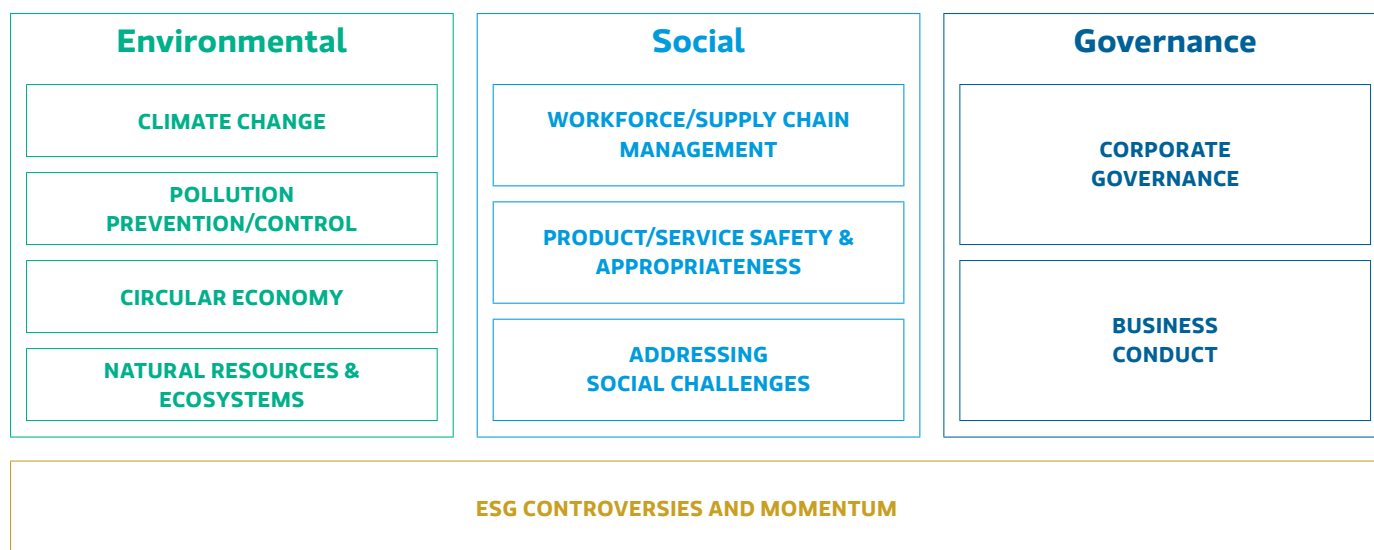 Environmental
CLIMATE CHANGE
POLLUTION
PREVENTION/CONTROL
CIRCULAR ECONOMY
NATURAL RESOURCES &
ECOSYSTEMS
Social
WORKFORCE/SUPPLY CHAIN
MANAGEMENT
PRODUCT/SERVICE SAFETY &
APPROPRIATENESS
ADDRESSING
SOCIAL CHALLENGES
Governance
CORPORATE
GOVERNANCE
BUSINESS
CONDUCT
ESG CONTROVERSIES AND MOMENTUM